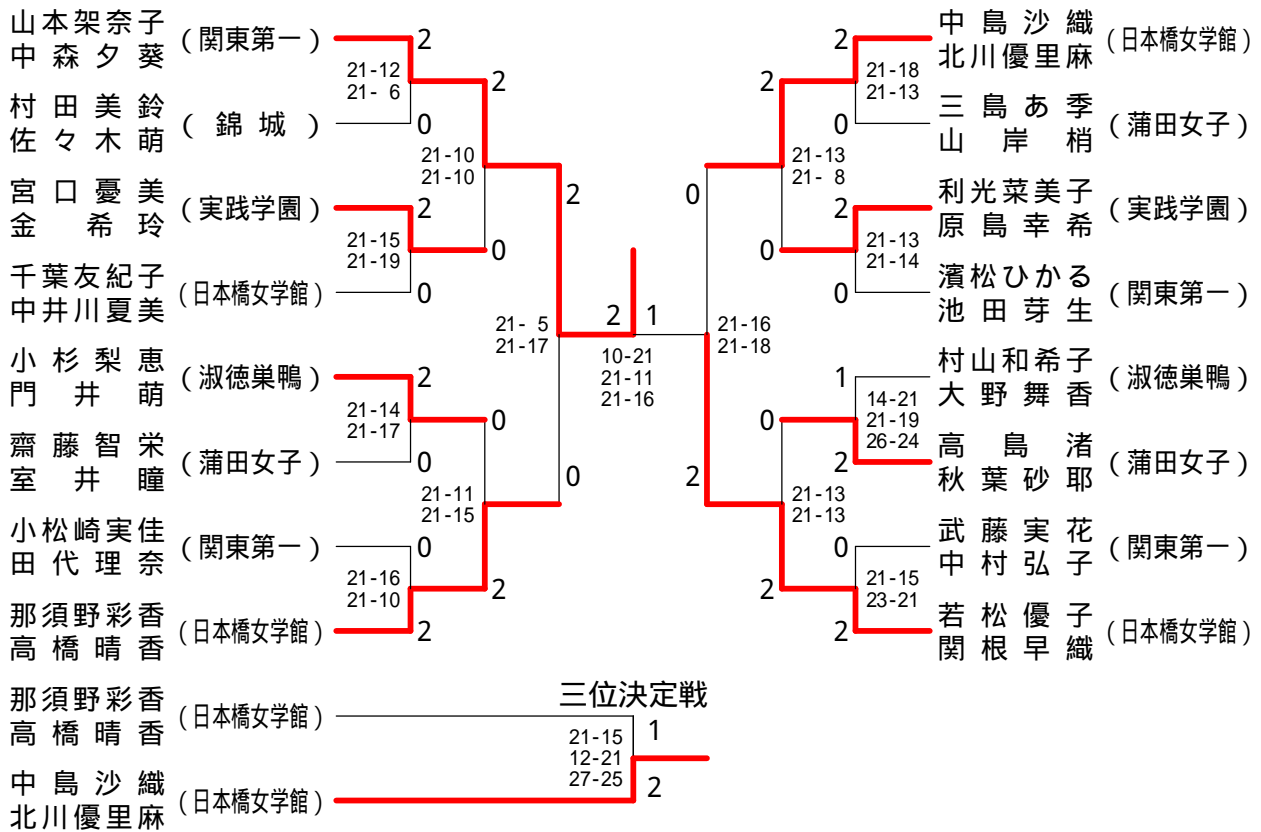 山本架奈子
中森夕葵
(関東第一)
2
21-12
21- 6
村田美鈴
佐々木萌
(錦城)
0
2
21-10
21-10
宮口憂美
金希玲
(実践学園)
2
21-15
21-19
0
千葉友紀子
中井川夏美
(日本橋女学館)
0
2
21- 5
21-17
小杉梨恵
門井萌
(淑徳巣鴨)
2
21-14
21-17
0
齋藤智栄
室井瞳
(蒲田女子)
0
21-11
21-15
0
小松崎実佳
田代理奈
(関東第一)
0
21-16
21-10
2
那須野彩香
高橋晴香
(日本橋女学館)
2
2
1
10-21
21-11
21-16
中島沙織
北川優里麻
(日本橋女学館)
2
21-18
21-13
2
三島あ季
山岸梢
(蒲田女子)
0
21-13
21- 8
0
利光菜美子
原島幸希
(実践学園)
2
21-13
21-14
0
濱松ひかる
池田芽生
(関東第一)
0
21-16
21-18
村山和希子
大野舞香
(淑徳巣鴨)
1
14-21
21-19
26-24
0
高島渚
秋葉砂耶
(蒲田女子)
2
21-13
21-13
2
武藤実花
中村弘子
(関東第一)
0
21-15
23-21
2
若松優子
関根早織
(日本橋女学館)
2
三位決定戦
那須野彩香
高橋晴香
(日本橋女学館)
1
21-15
12-21
27-25
中島沙織
北川優里麻
(日本橋女学館)
2